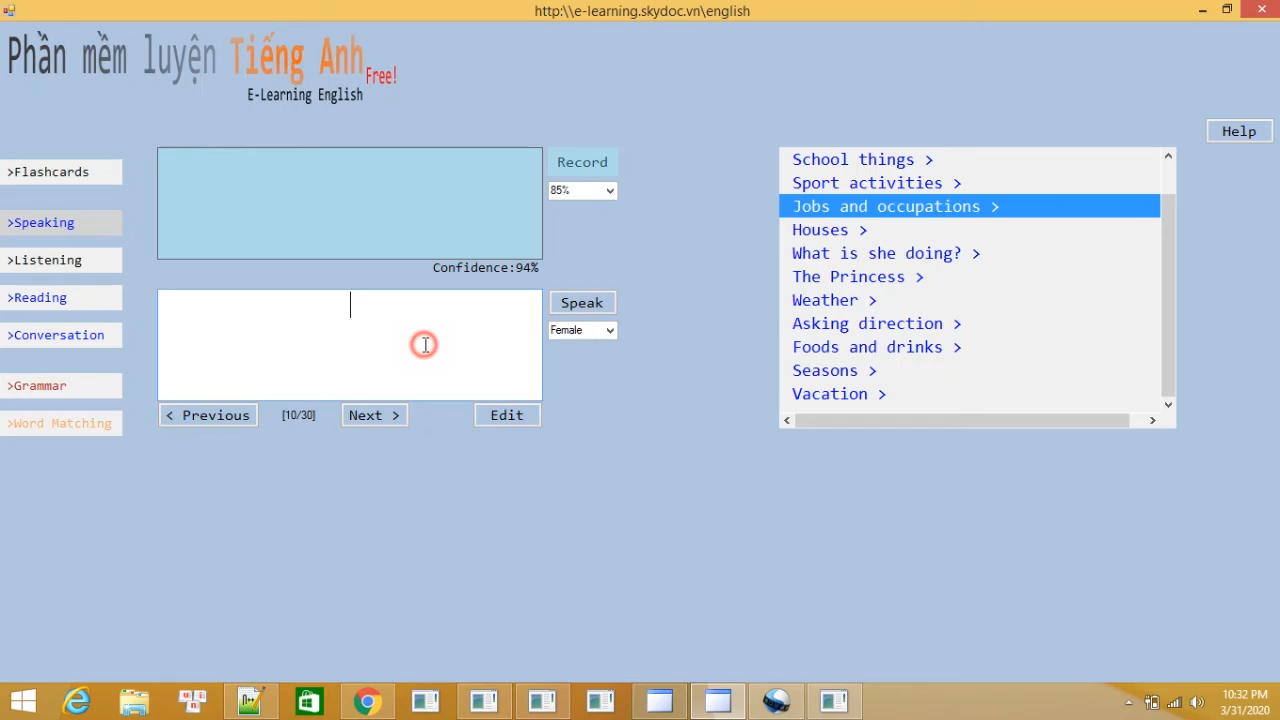 http:\\e-learning.skydoc.vn\english
Phần mềm luyện Tiếng Anh Free!
E-Learning English
Help
>Flashcards
>Speaking
>Listening
>Reading
>Conversation
>Grammar
>Word Matching
Record
85%
Confidence:94%
Speak
Female
< Previous
[10/30]
Next >
Edit
School things >
Sport activities >
Jobs and occupations >
Houses >
What is she doing? >
The Princess >
Weather >
Asking direction >
Foods and drinks >
Seasons >
Vacation >
10:32 PM
3/31/2020